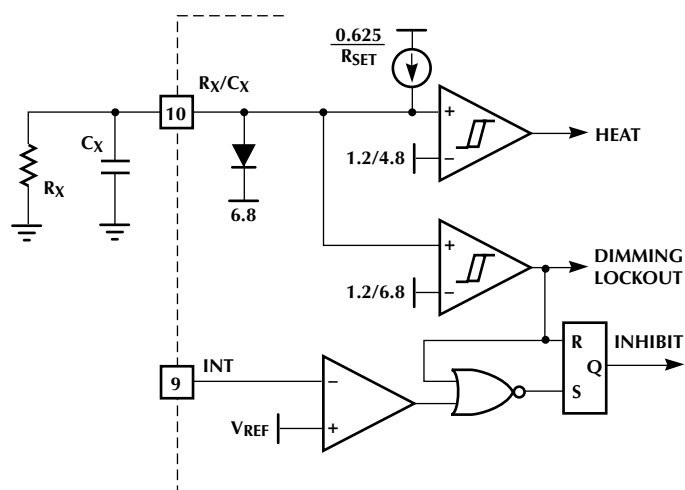 0.625
RSET
RX/CX
10
+
HEAT
CX
1.2/4.8
−
RX
6.8
+
DIMMING
LOCKOUT
1.2/6.8
−
INT
R
INHIBIT
9
−
Q
S
VREF
+